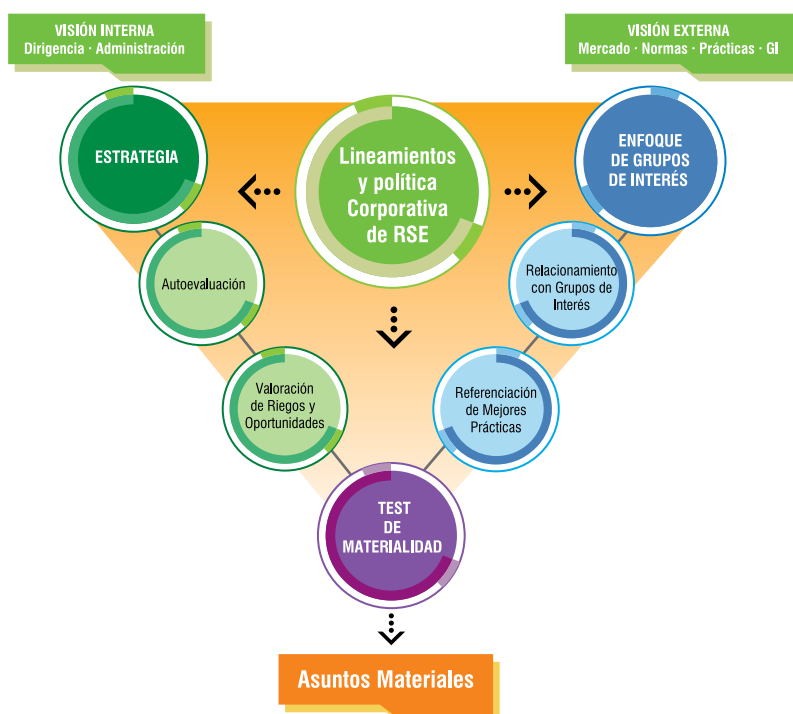 VISIÓN INTERNA
Dirigencia · Administración
VISIÓN EXTERNA
Mercado · Normas · Prácticas · GI
ESTRATEGIA
Lineamientos
y política
Corporativa
de RSE
ENFOQUE
DE GRUPOS
DE INTERÉS
Autoevaluación
Relacionamiento
con Grupos de
Interés
Valoración
de Riegos y
Oportunidades
Referenciación
de Mejores
Prácticas
TEST
DE
MATERIALIDAD
Asuntos Materiales